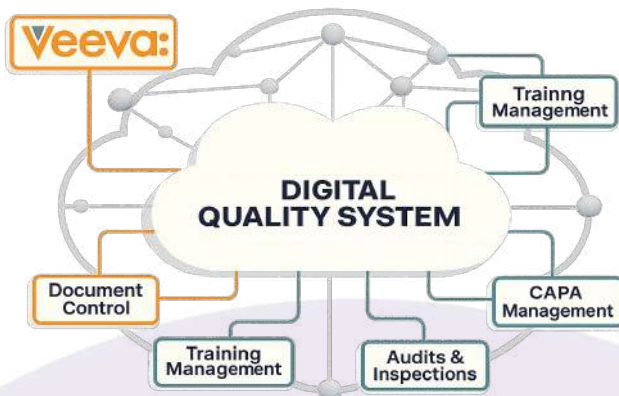 Veeva:
Trainng
Management
DIGITAL
QUALITY SYSTEM
Document
Control
CAPA
Management
Training
Management
Audits &
Inspections